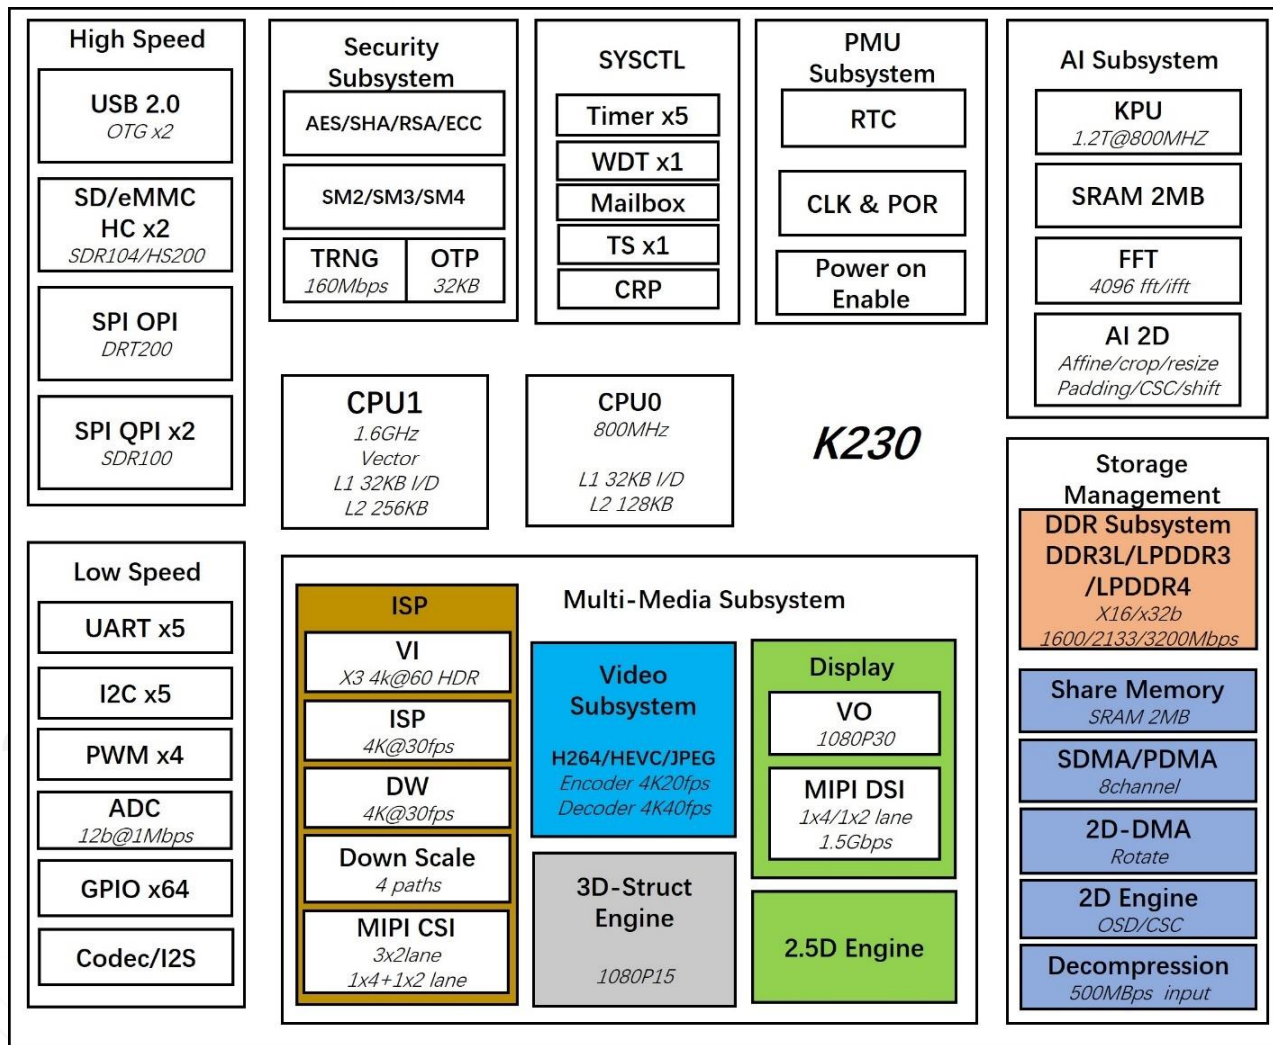 High Speed
USB 2.0
OTG x2
SD/eMMC
HC x2
SDR104/HS200
SPI OPI
DRT200
SPI QPI x2
SDR100
Security
Subsystem
AES/SHA/RSA/ECC
SM2/SM3/SM4
TRNG
160Mbps
OTP
32KB
SYSCTL
Timer x5
WDT x1
Mailbox
TS x1
CRP
PMU
Subsystem
RTC
CLK & POR
Power on
Enable
AI Subsystem
KPU
1.2T@800MHZ
SRAM 2MB
FFT
4096 fft/ifft
AI 2D
Affine/crop/resize
Padding/CSC/shift
CPU1
1.6GHz
Vector
L1 32KB I/D
L2 256KB
CPU0
800MHz
L1 32KB I/D
L2 128KB
K230
Low Speed
UART x5
I2C x5
PWM x4
ADC
12b@1Mbps
GPIO x64
Codec/I2S
Multi-Media Subsystem
ISP
VI
X3 4k@60 HDR
ISP
4K@30fps
DW
4K@30fps
Down Scale
4 paths
MIPI CSI
3x2lane
1x4+1x2 lane
Video
Subsystem
H264/HEVC/JPEG
Encoder 4K20fps
Decoder 4K40fps
3D-Struct
Engine
1080P15
Display
VO
1080P30
MIPI DSI
1x4/1x2 lane
1.5Gbps
2.5D Engine
Storage
Management
DDR Subsystem
DDR3L/LPDDR3
/LPDDR4
X16/x32b
1600/2133/3200Mbps
Share Memory
SRAM 2MB
SDMA/PDMA
8channel
2D-DMA
Rotate
2D Engine
OSD/CSC
Decompression
500MBps input